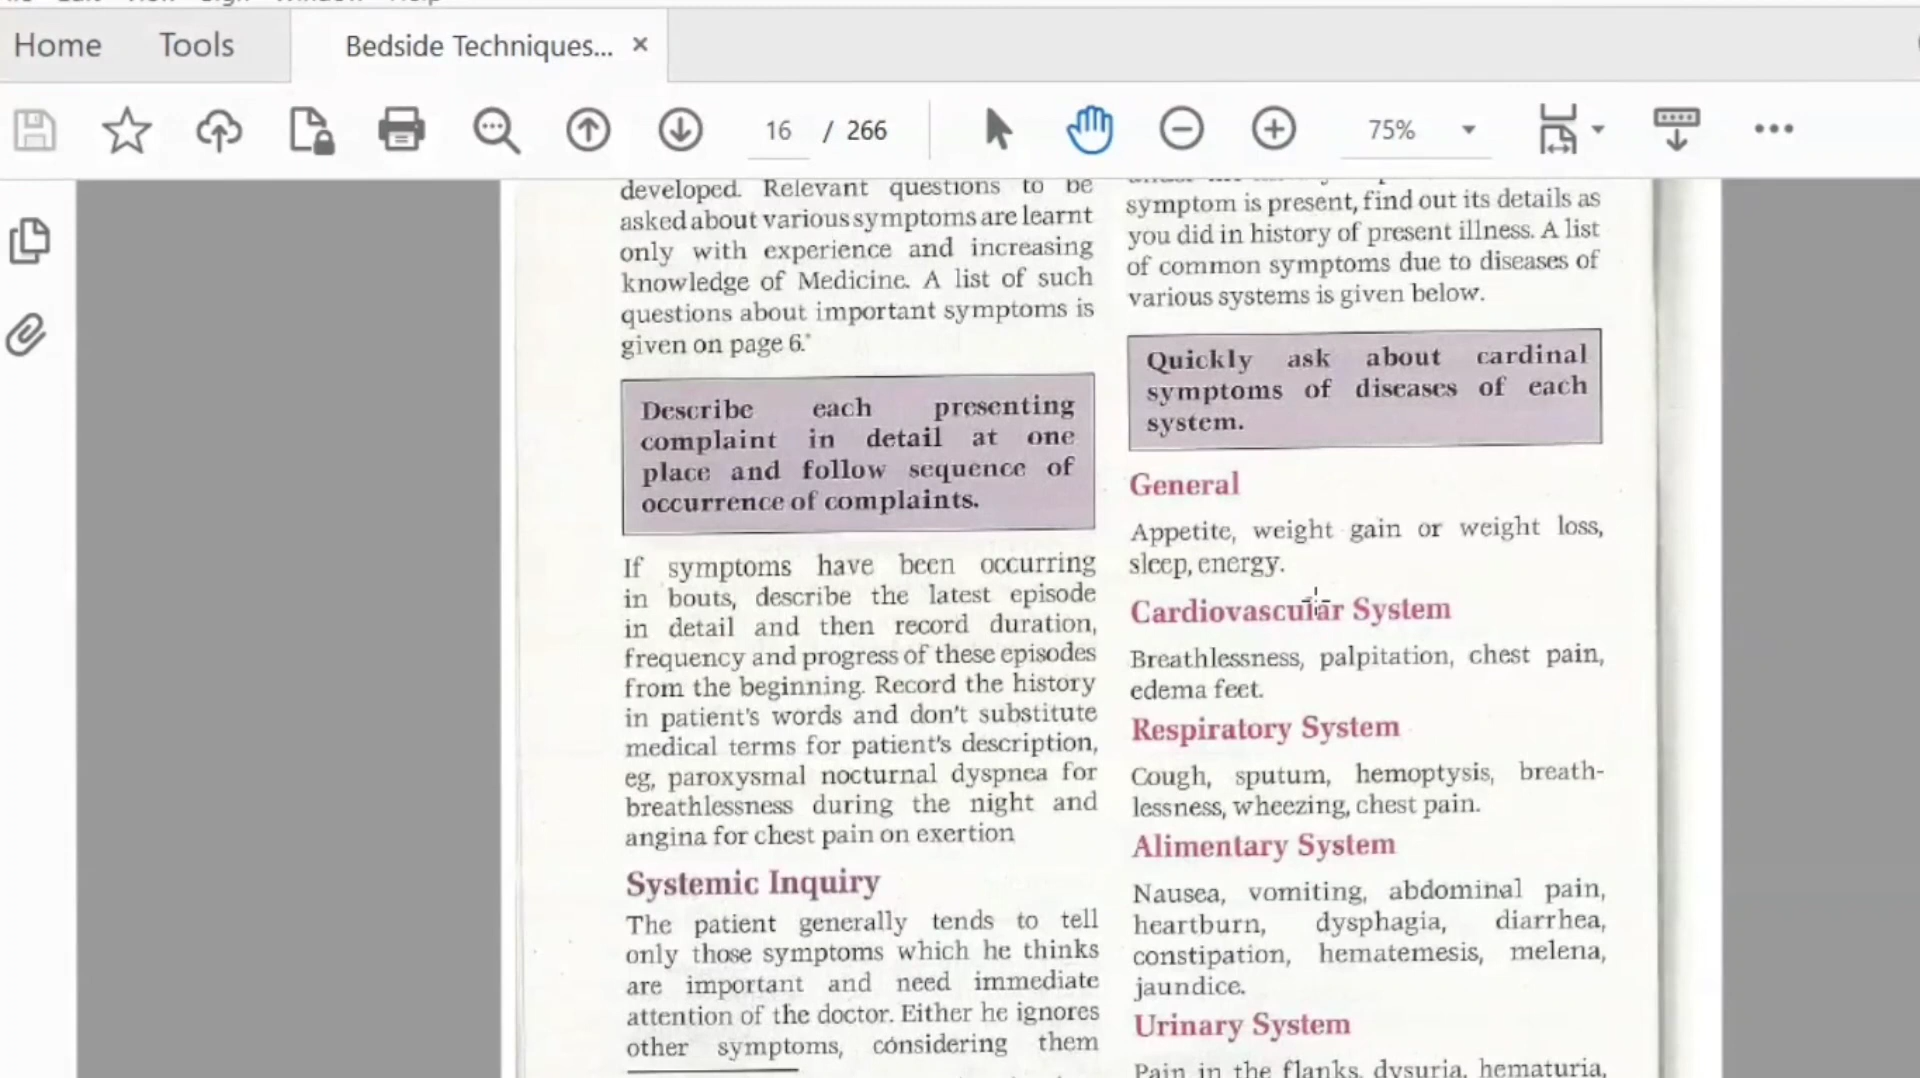 Home
Tools
Bedside Techniques... ×
16 / 266
75%
developed. Relevant questions to be
asked about various symptoms are learnt
only with experience and increasing
knowledge of Medicine. A list of such
questions about important symptoms is
given on page 6.*
Describe each presenting
complaint in detail at one
place and follow sequence of
occurrence of complaints.
If symptoms have been occurring
in bouts, describe the latest episode
in detail and then record duration,
frequency and progress of these episodes
from the beginning. Record the history
in patient's words and don't substitute
medical terms for patient's description,
eg, paroxysmal nocturnal dyspnea for
breathlessness during the night and
angina for chest pain on exertion
Systemic Inquiry
The patient generally tends to tell
only those symptoms which he thinks
are important and need immediate
attention of the doctor. Either he ignores
other symptoms, considering them
symptom is present, find out its details as
you did in history of present illness. A list
of common symptoms due to diseases of
various systems is given below.
Quickly ask about cardinal
symptoms of diseases of each
system.
General
Appetite, weight gain or weight loss,
sleep, energy.
Cardiovascular System
Breathlessness, palpitation, chest pain,
edema feet.
Respiratory System
Cough, sputum, hemoptysis, breath-
lessness, wheezing, chest pain.
Alimentary System
Nausea, vomiting, abdominal pain,
heartburn, dysphagia, diarrhea,
constipation, hematemesis, melena,
jaundice.
Urinary System
Pain in the flanks, dysuria, hematuria,